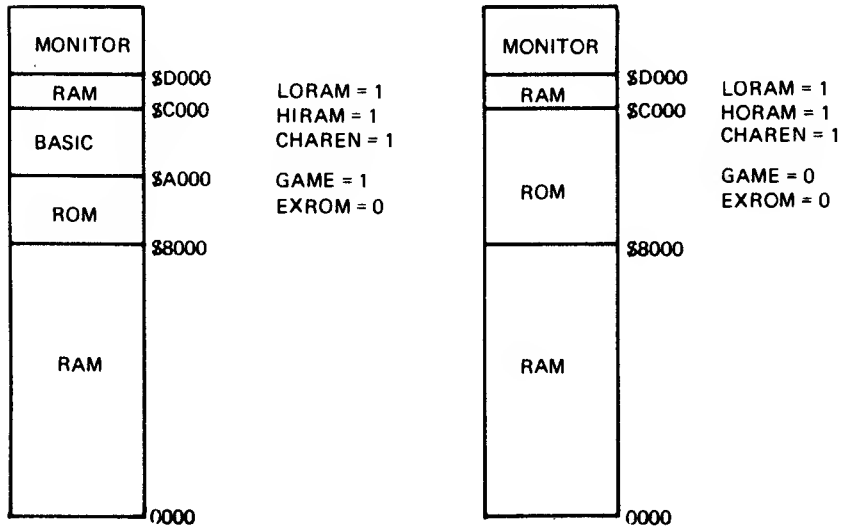 MONITOR
$D000
RAM
$C000
BASIC
$A000
ROM
$8000
RAM
0000
LORAM = 1
HIRAM = 1
CHAREN = 1
GAME = 1
EXROM = 0
MONITOR
$D000
RAM
$C000
ROM
$8000
RAM
0000
LORAM = 1
HORAM = 1
CHAREN = 1
GAME = 0
EXROM = 0